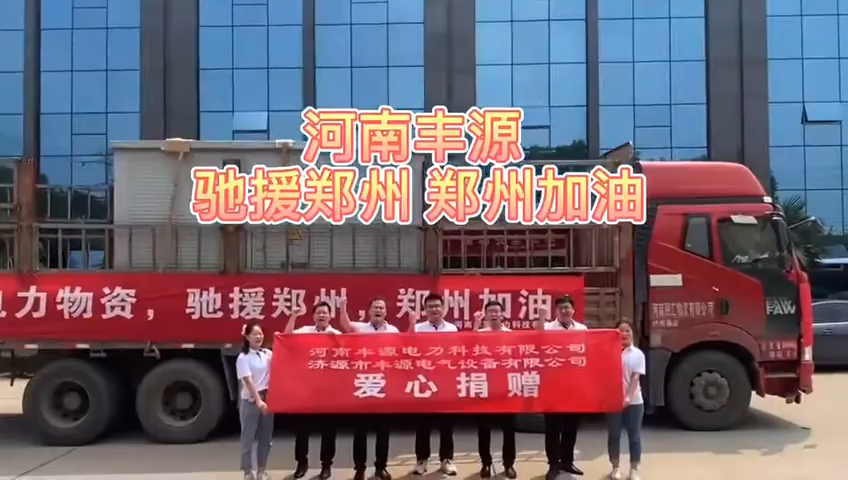 河南丰源
驰援郑州 郑州加油
电力物资，驰援郑州，郑州加油
河南丰源电力科技有限公司
济源市丰源电气设备有限公司
爱心捐赠
FAW